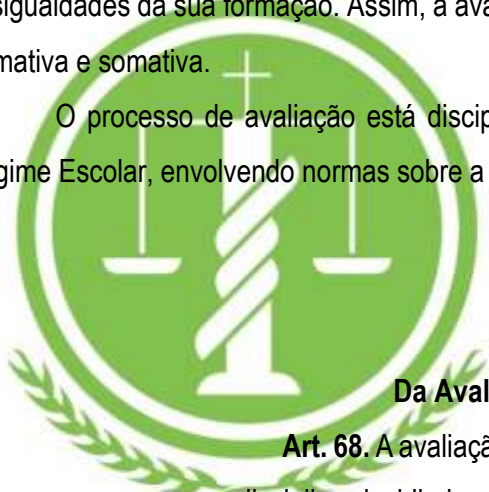 sigualdades da sua formação. Assim, a ava
mativa e somativa.
O processo de avaliação está discip
gime Escolar, envolvendo normas sobre a
Da Aval
Art. 68. A avaliaçã